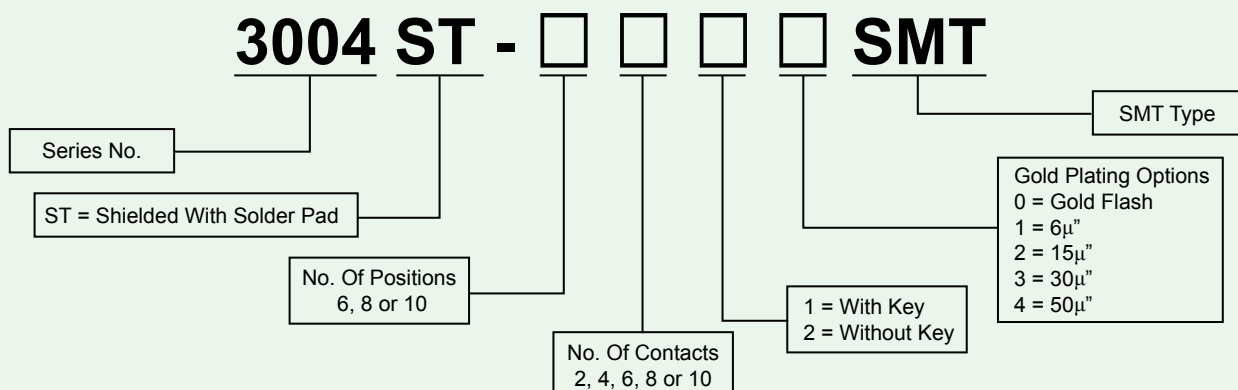 3004 ST - □ □ □ □ SMT
SMT Type
Series No.
Gold Plating Options
0 = Gold Flash
1 = 6µ”
2 = 15µ”
3 = 30µ”
4 = 50µ”
ST = Shielded With Solder Pad
No. Of Positions
6, 8 or 10
1 = With Key
2 = Without Key
No. Of Contacts
2, 4, 6, 8 or 10